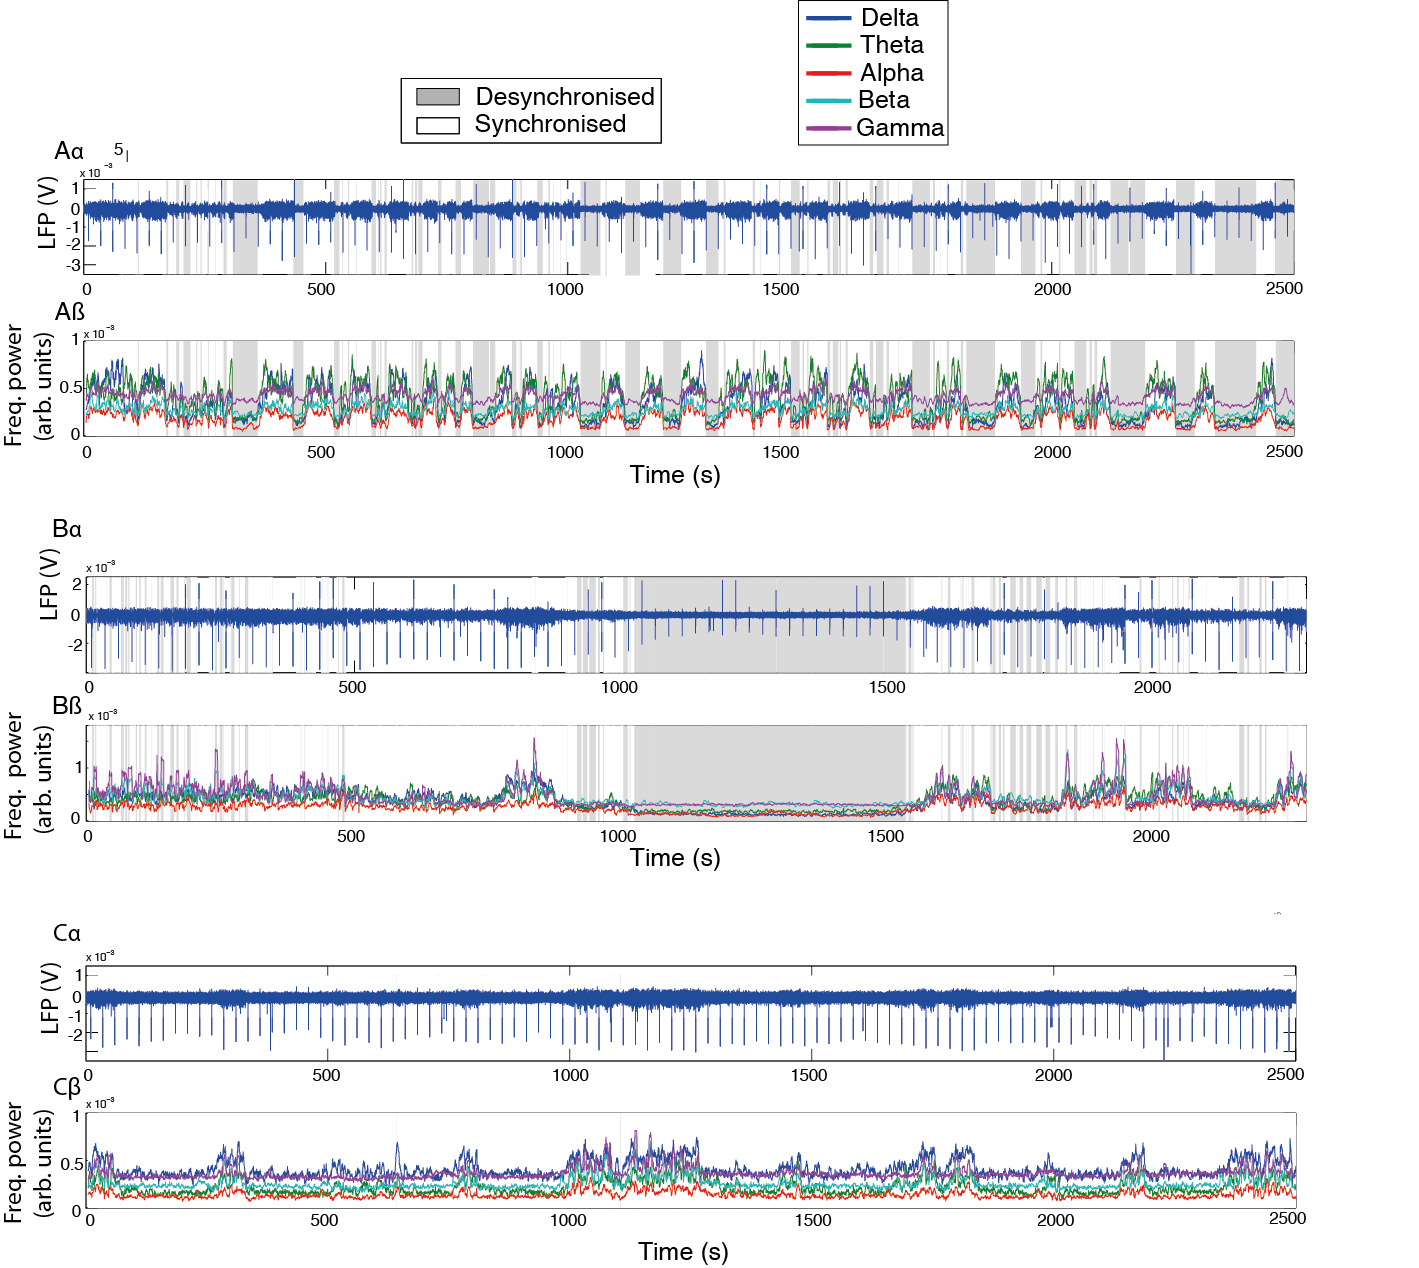 Delta
Theta
Alpha
Beta
Gamma
Desynchronised
Synchronised
Aα 5
x 10 -3
LFP (V)
1
0
-1
-2
-3
0 500 1000 1500 2000 2500
Aß
x 10 -3
Freq. power
(arb. units)
1
0.5
0
0 500 1000 1500 2000 2500
Time (s)
Bα
x 10 -3
LFP (V)
2
0
-2
0 500 1000 1500 2000
Bß
x 10 -3
Freq. power
(arb. units)
1
0
0 500 1000 1500 2000
Time (s)
Cα
x 10 -3
LFP (V)
1
0
-1
-2
0 500 1000 1500 2000 2500
Cβ
x 10 -3
Freq. power
(arb. units)
1
0.5
0
0 500 1000 1500 2000 2500
Time (s)